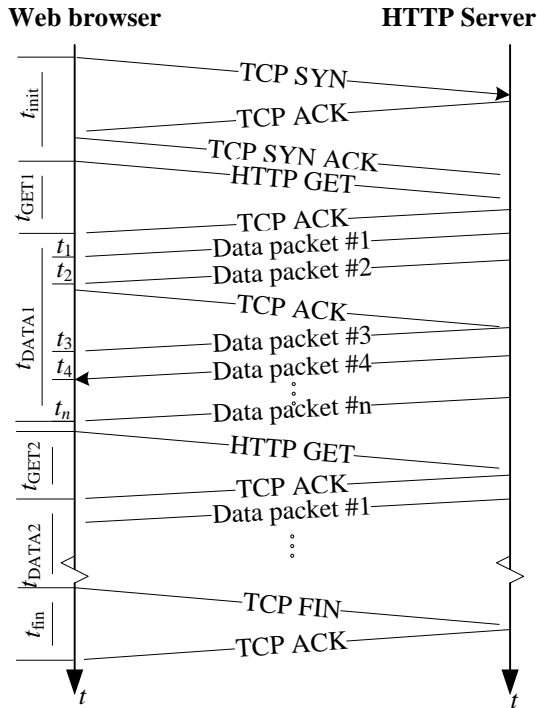 Web browser HTTP Server
TCP SYN
t_init
TCP ACK
TCP SYN ACK
HTTP GET
t_GET1
TCP ACK
t_1 Data packet #1
t_2 Data packet #2
TCP ACK
t_DATA1
t_3 Data packet #3
t_4 Data packet #4
t_n Data packet #n
HTTP GET
t_GET2
TCP ACK
Data packet #1
t_DATA2
TCP FIN
t_fin
TCP ACK
t t